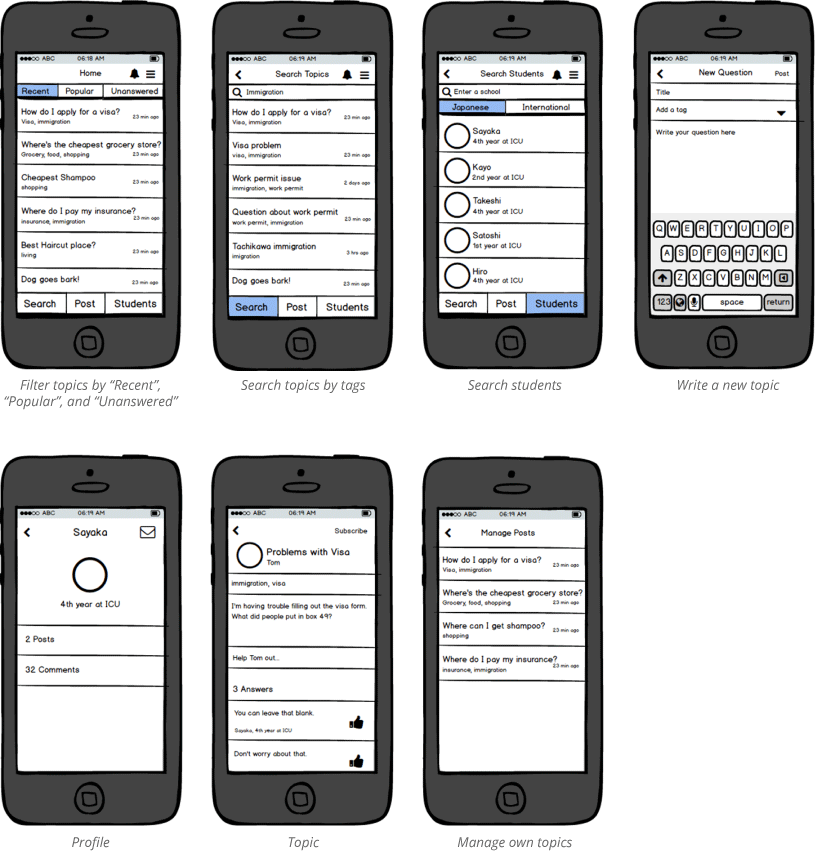 ABC 06:18 AM
Home
Recent Popular Unanswered
How do I apply for a visa?
Visa, immigration 23 min ago
Where's the cheapest grocery store?
Grocery, food, shopping 23 min ago
Cheapest Shampoo
shopping 23 min ago
Where do I pay my insurance?
insurance, immigration 23 min ago
Best Haircut place?
living 23 min ago
Dog goes bark!
23 min ago
Search Post Students
Filter topics by “Recent”,
“Popular”, and “Unanswered”
ABC 06:19 AM
Search Topics
Immigration
How do I apply for a visa?
Visa, immigration 23 min ago
Visa problem
visa, immigration 23 min ago
Work permit issue
immigration, work permit 2 days ago
Question about work permit
work permit, immigration 23 min ago
Tachikawa immigration
imigration 3 hrs ago
Dog goes bark!
23 min ago
Search Post Students
Search topics by tags
ABC 06:19 AM
Search Students
Enter a school
Japanese International
Sayaka
4th year at ICU
Kayo
2nd year at ICU
Takeshi
4th year at ICU
Satoshi
1st year at ICU
Hiro
4th year at ICU
Search Post Students
Search students
ABC 06:19 AM
New Question Post
Title
Add a tag
Write your question here
Q W E R T Y U I O P
A S D F G H J K L
Z X C V B N M
123 space return
Write a new topic
ABC 06:19 AM
Sayaka
4th year at ICU
2 Posts
32 Comments
Profile
ABC 06:19 AM
Subscribe
Problems with Visa
Tom
immigration, visa
I'm having trouble filling out the visa form.
What did people put in box 49?
Help Tom out...
3 Answers
You can leave that blank.
Sayaka, 4th year at ICU
Don't worry about that.
Topic
ABC 06:19 AM
Manage Posts
How do I apply for a visa?
Visa, immigration 23 min ago
Where's the cheapest grocery store?
Grocery, food, shopping 23 min ago
Where can I get shampoo?
shopping 23 min ago
Where do I pay my insurance?
insurance, immigration 23 min ago
Manage own topics